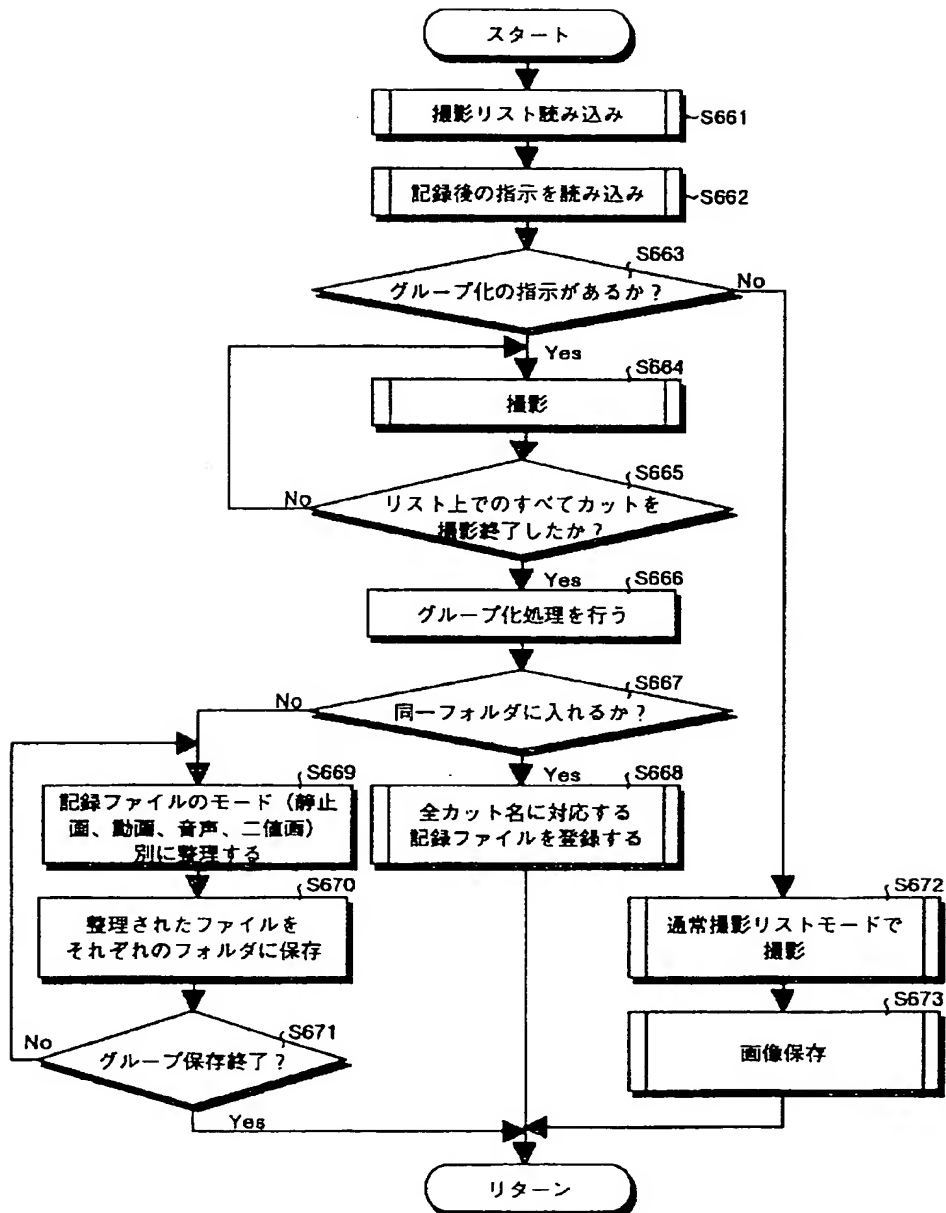 スタート
撮影リスト読み込み
S661
記録後の指示を読み込み
S662
S663
グループ化の指示があるか？
No
Yes
S664
撮影
S665
No
リスト上でのすべてカットを
撮影終了したか？
Yes
S666
グループ化処理を行う
S667
No
同一フォルダに入れるか？
Yes
S669
記録ファイルのモード（静止
画、動画、音声、二値画）
別に整理する
S668
全カット名に対応する
記録ファイルを登録する
S670
整理されたファイルを
それぞれのフォルダに保存
S672
通常撮影リストモードで
撮影
S671
No
グループ保存終了？
Yes
S673
画像保存
リターン